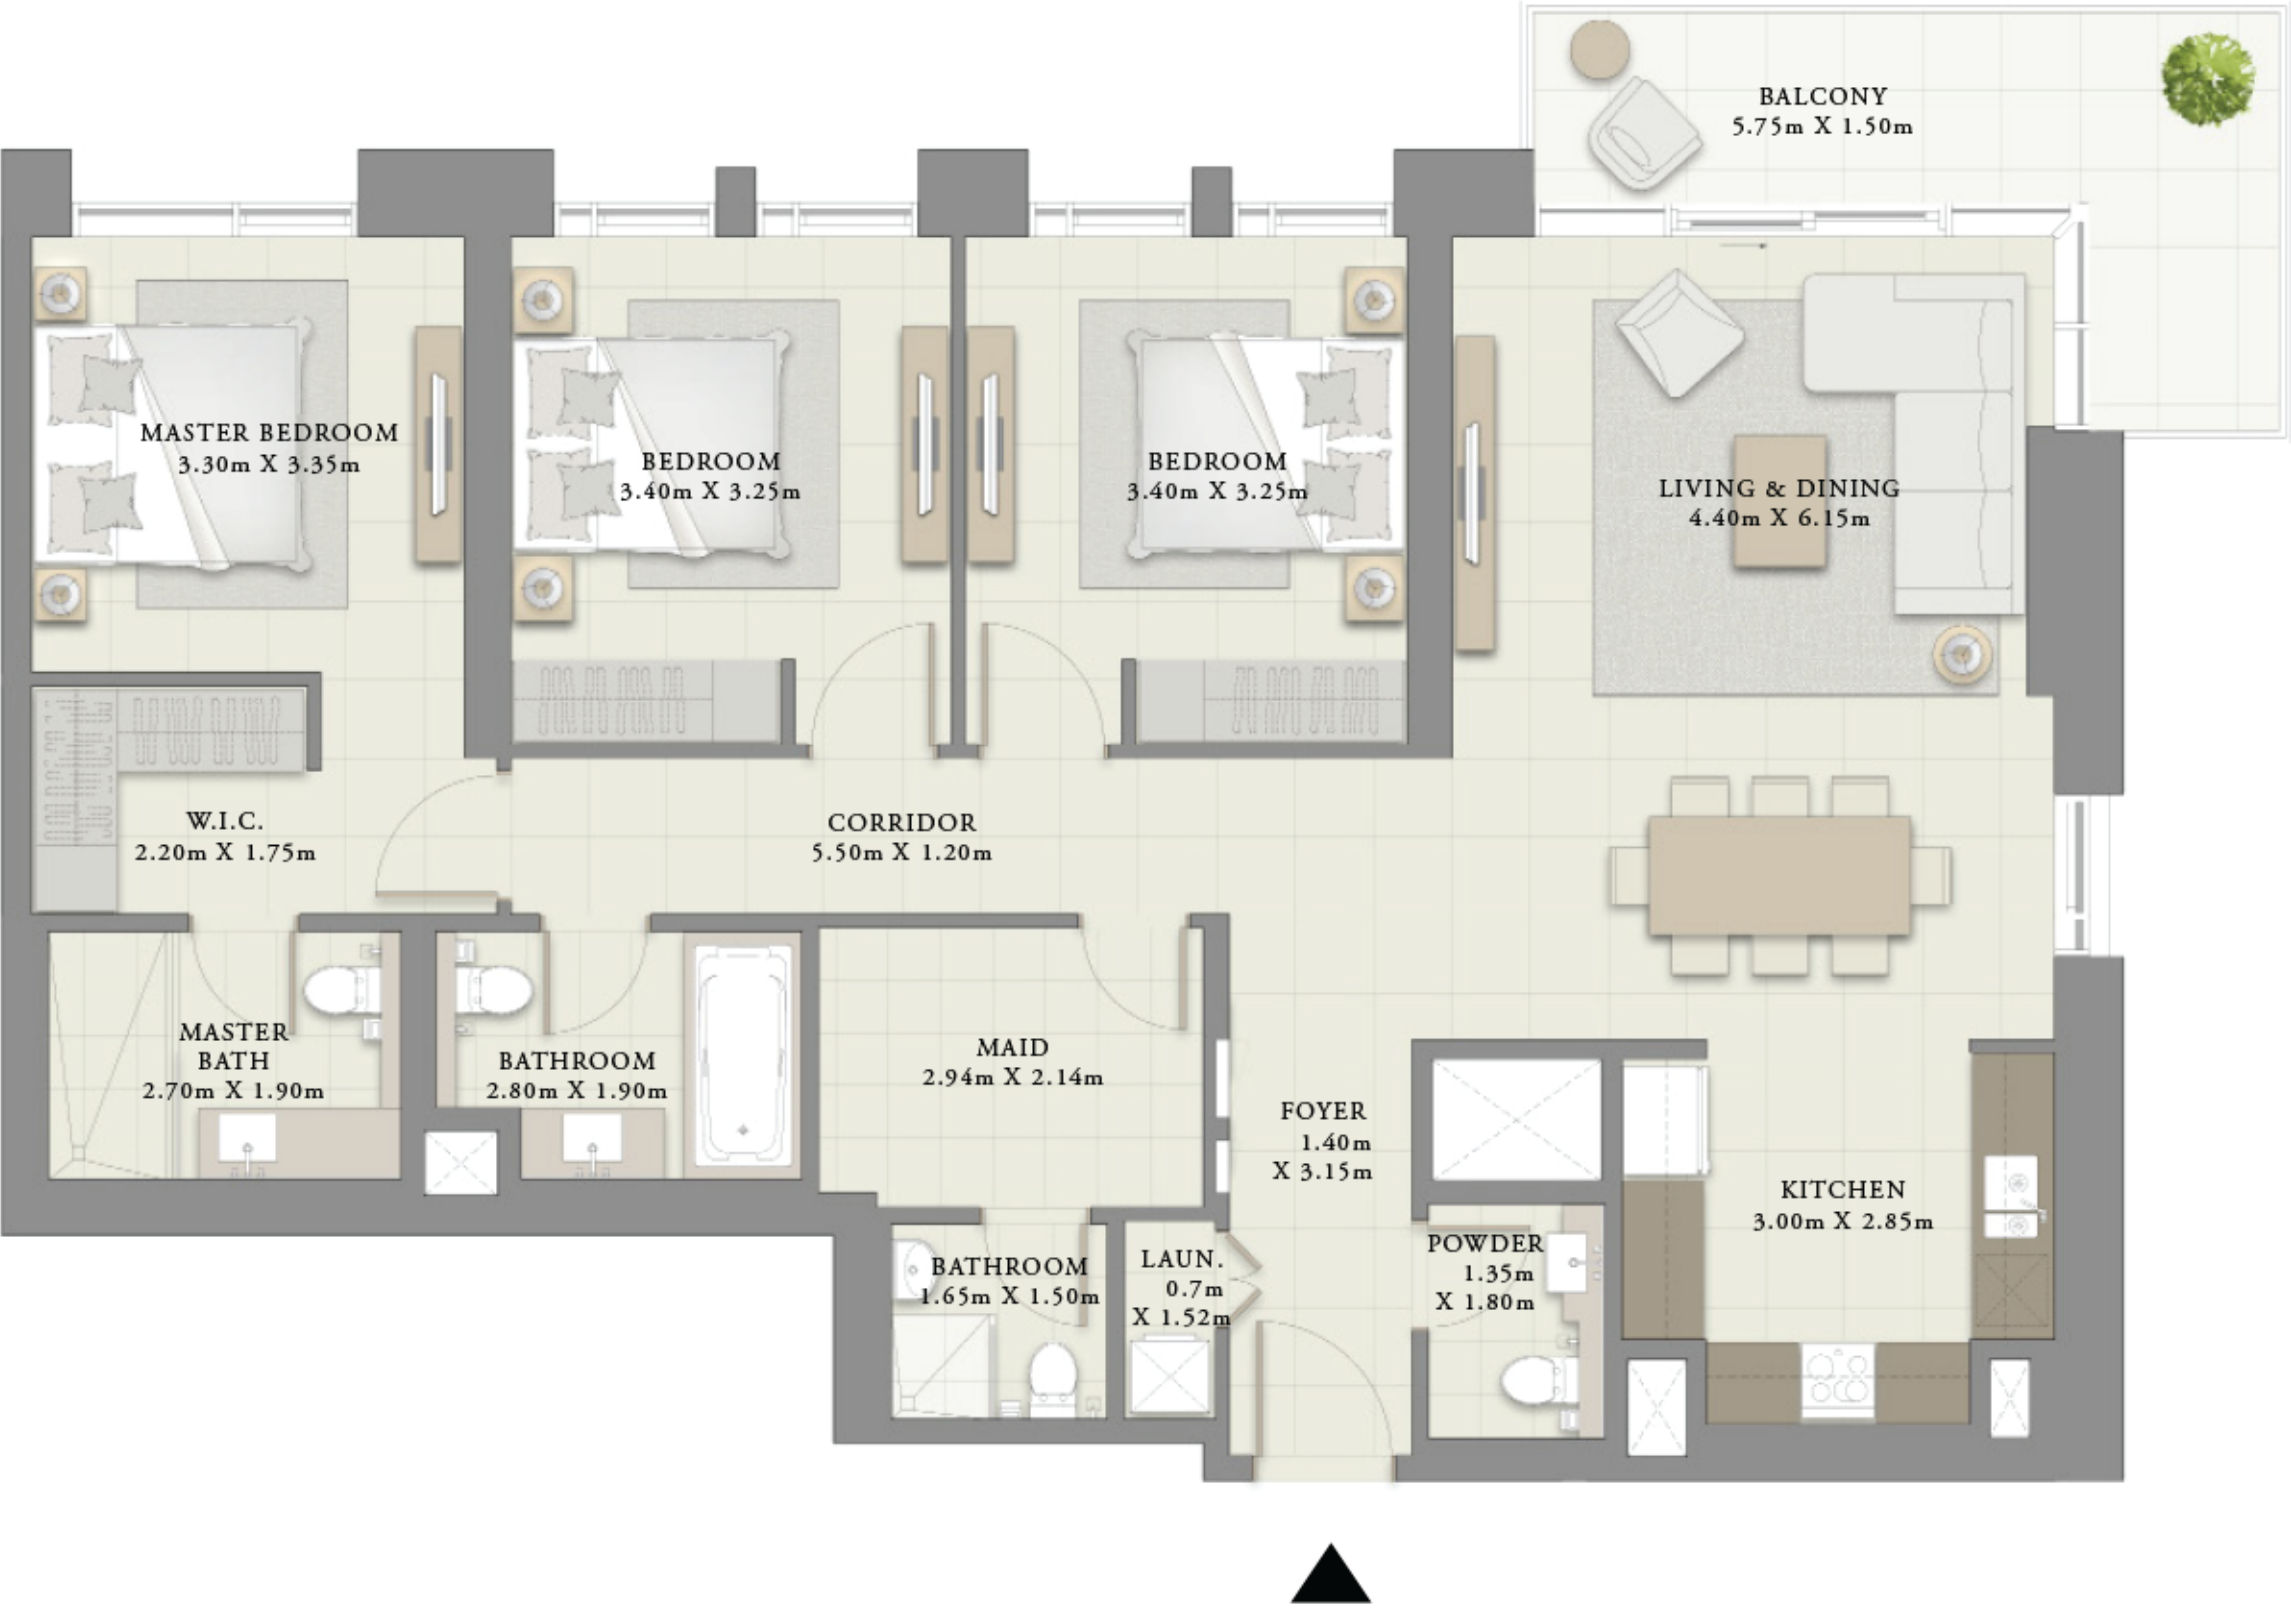 BALCONY
5.75m X 1.50m
MASTER BEDROOM
3.30m X 3.35m
BEDROOM
3.40m X 3.25m
BEDROOM
3.40m X 3.25m
LIVING & DINING
4.40m X 6.15m
W.I.C.
2.20m X 1.75m
CORRIDOR
5.50m X 1.20m
MASTER
BATH
2.70m X 1.90m
BATHROOM
2.80m X 1.90m
MAID
2.94m X 2.14m
FOYER
1.40m
X 3.15m
KITCHEN
3.00m X 2.85m
BATHROOM
1.65m X 1.50m
LAUN.
0.7m
X 1.52m
POWDER
1.35m
X 1.80m